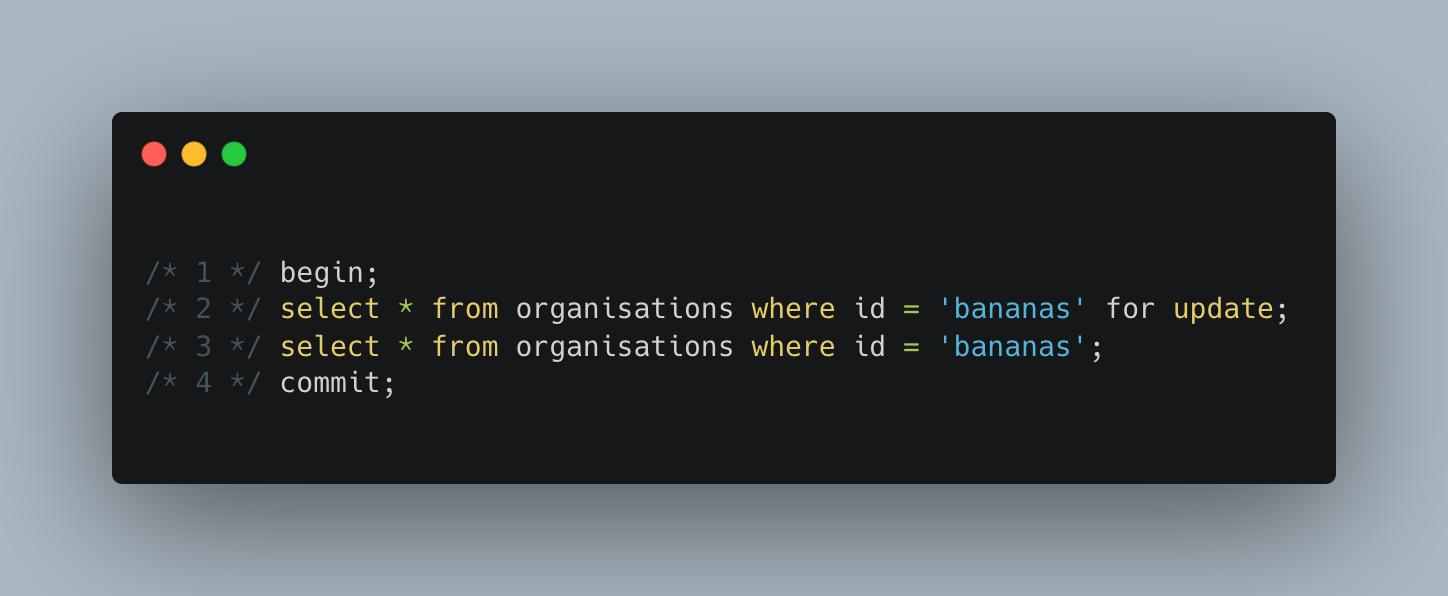 /* 1 */ begin;
/* 2 */ select * from organisations where id = 'bananas' for update;
/* 3 */ select * from organisations where id = 'bananas';
/* 4 */ commit;